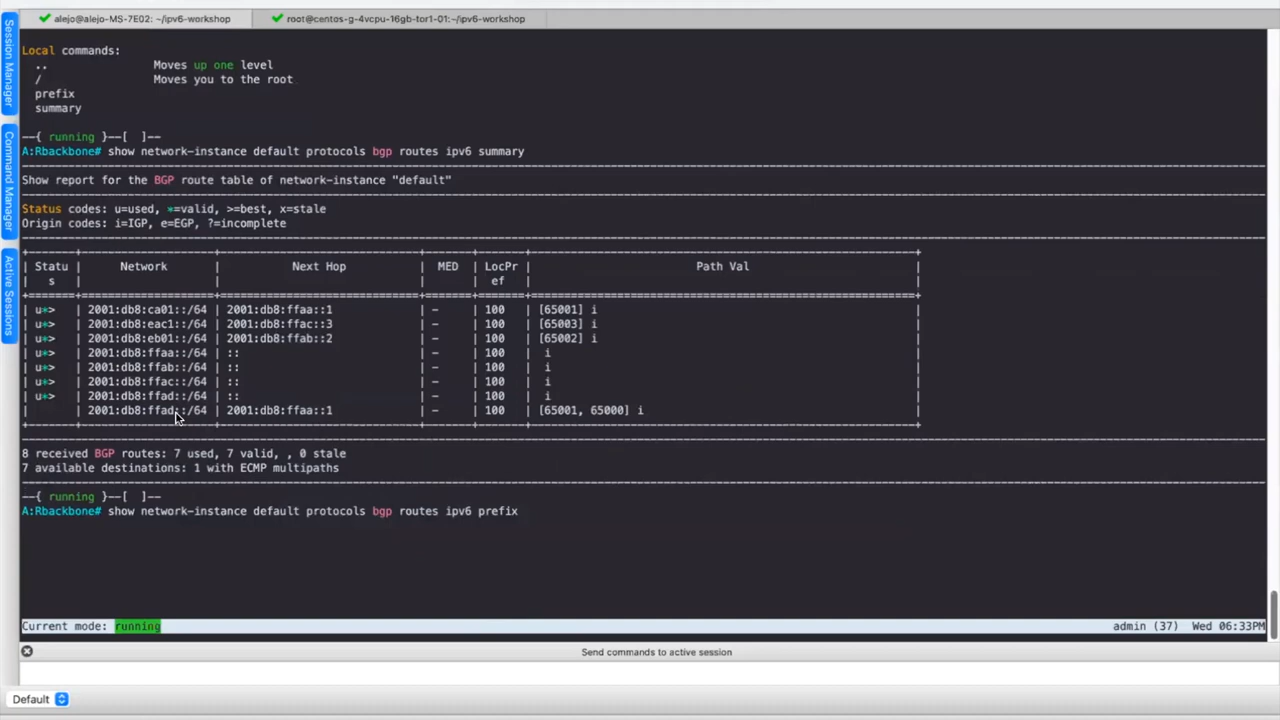 alejo@alejo-MS-7E02: ~/ipv6-workshop
root@centos-g-4vcpu-16gb-tor1-01:~/ipv6-workshop
Session Manager
Command Manager
Active Sessions
Local commands:
.. Moves up one level
/ Moves you to the root
prefix
summary
--{ running }--[ ]--
A:Rbackbone# show network-instance default protocols bgp routes ipv6 summary
Show report for the BGP route table of network-instance "default"
Status codes: u=used, *=valid, >=best, x=stale
Origin codes: i=IGP, e=EGP, ?=incomplete
| Statu | Network | Next Hop | MED | LocPr | Path Val |
| s | | | | ef | |
| u*> | 2001:db8:ca01::/64 | 2001:db8:ffaa::1 | - | 100 | [65001] i |
| u*> | 2001:db8:eac1::/64 | 2001:db8:ffac::3 | - | 100 | [65003] i |
| u*> | 2001:db8:eb01::/64 | 2001:db8:ffab::2 | - | 100 | [65002] i |
| u*> | 2001:db8:ffaa::/64 | :: | - | 100 | i |
| u*> | 2001:db8:ffab::/64 | :: | - | 100 | i |
| u*> | 2001:db8:ffac::/64 | :: | - | 100 | i |
| u*> | 2001:db8:ffad::/64 | :: | - | 100 | i |
| | 2001:db8:ffad::/64 | 2001:db8:ffaa::1 | - | 100 | [65001, 65000] i |
8 received BGP routes: 7 used, 7 valid, , 0 stale
7 available destinations: 1 with ECMP multipaths
--{ running }--[ ]--
A:Rbackbone# show network-instance default protocols bgp routes ipv6 prefix
Current mode: running admin (37) Wed 06:33PM
Send commands to active session
Default